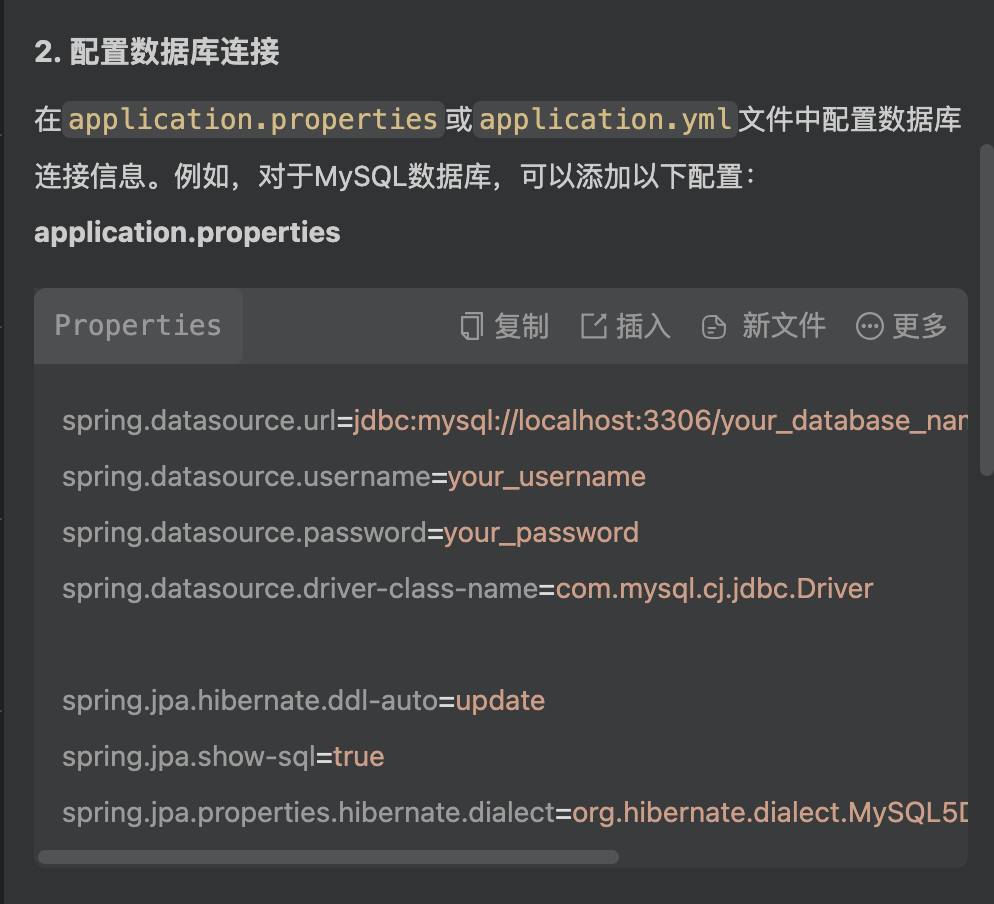 2. 配置数据库连接
在application.properties或application.yml文件中配置数据库
连接信息。例如，对于MySQL数据库，可以添加以下配置：
application.properties
Properties 复制 插入 新文件 更多
spring.datasource.url=jdbc:mysql://localhost:3306/your_database_nam
spring.datasource.username=your_username
spring.datasource.password=your_password
spring.datasource.driver-class-name=com.mysql.cj.jdbc.Driver
spring.jpa.hibernate.ddl-auto=update
spring.jpa.show-sql=true
spring.jpa.properties.hibernate.dialect=org.hibernate.dialect.MySQL5D